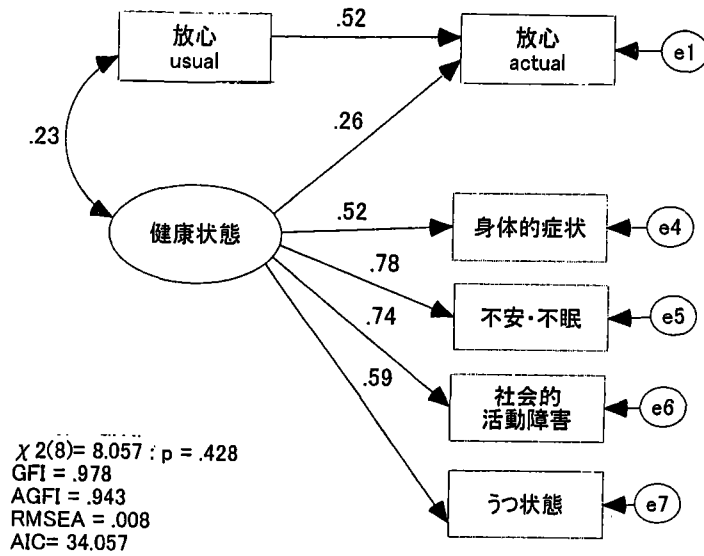 放心
usual
.52
放心
actual
e1
.23
.26
健康状態
.52
身体的症状
e4
.78
不安・不眠
e5
.74
社会的
活動障害
e6
.59
うつ状態
e7
χ2(8)= 8.057 : p = .428
GFI = .978
AGFI = .943
RMSEA = .008
AIC= 34.057